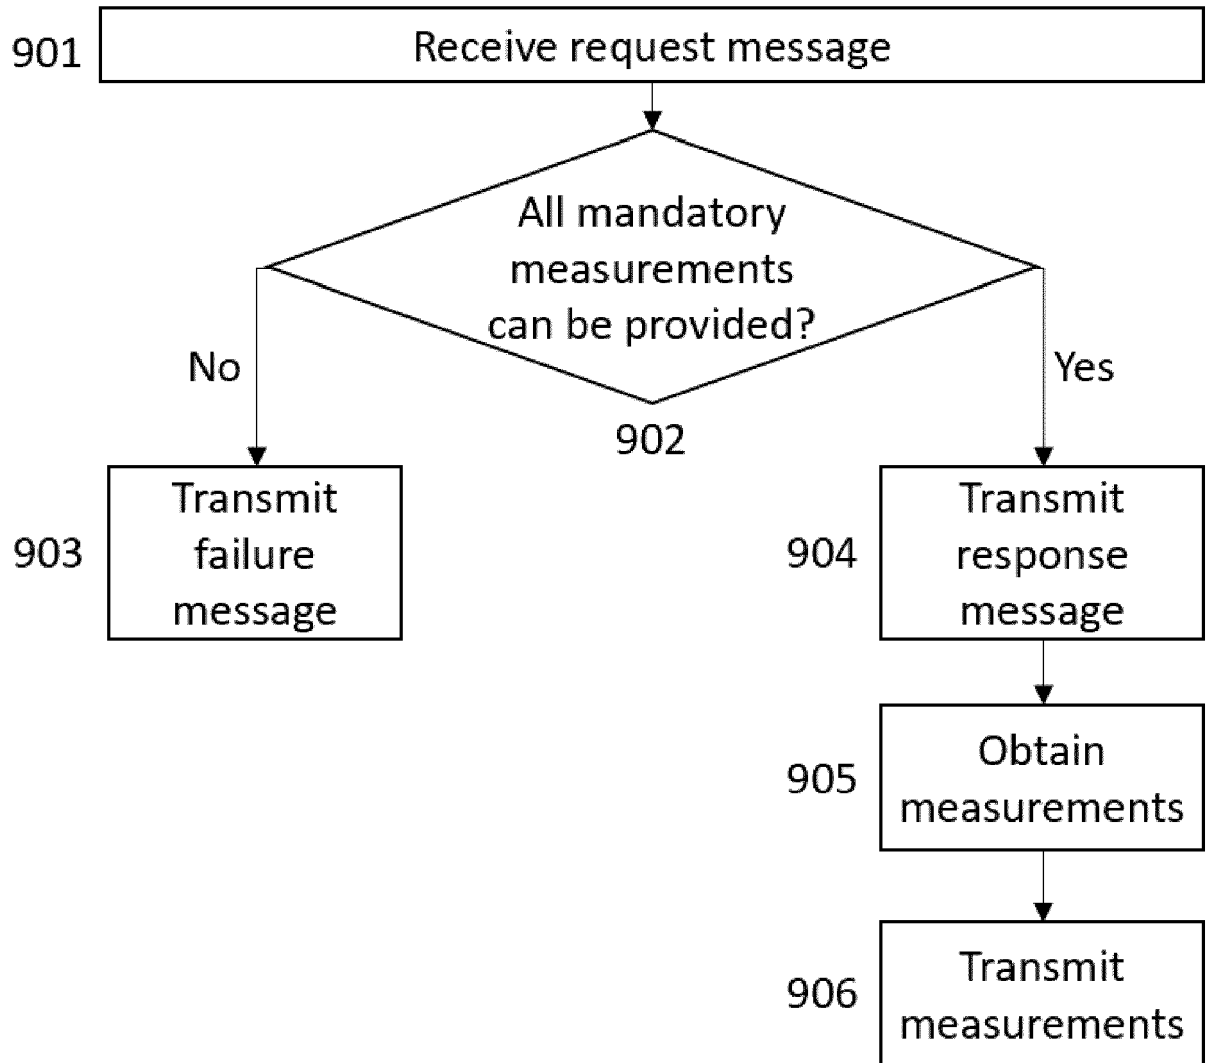 901
Receive request message
All mandatory
measurements
can be provided?
No
Yes
902
903
Transmit
failure
message
904
Transmit
response
message
905
Obtain
measurements
906
Transmit
measurements